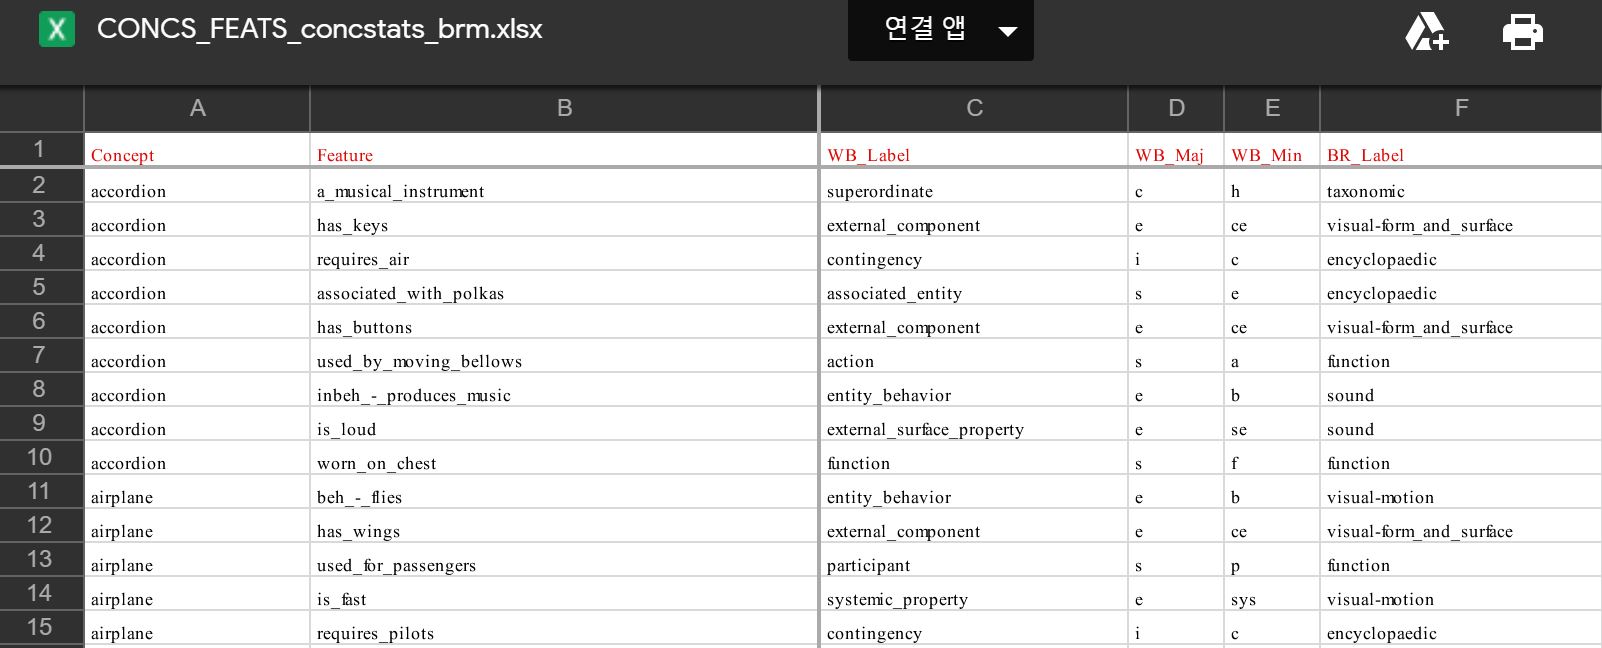 X CONCS_FEATS_concstats_brm.xlsx 연결 앱
A B C D E F
1 Concept Feature WB_Label WB_Maj WB_Min BR_Label
2 accordion a_musical_instrument superordinate c h taxonomic
3 accordion has_keys external_component e ce visual-form_and_surface
4 accordion requires_air contingency i c encyclopaedic
5 accordion associated_with_polkas associated_entity s e encyclopaedic
6 accordion has_buttons external_component e ce visual-form_and_surface
7 accordion used_by_moving_bellows action s a function
8 accordion inbeh_-_produces_music entity_behavior e b sound
9 accordion is_loud external_surface_property e se sound
10 accordion worn_on_chest function s f function
11 airplane beh_-_flies entity_behavior e b visual-motion
12 airplane has_wings external_component e ce visual-form_and_surface
13 airplane used_for_passengers participant s p function
14 airplane is_fast systemic_property e sys visual-motion
15 airplane requires_pilots contingency i c encyclopaedic